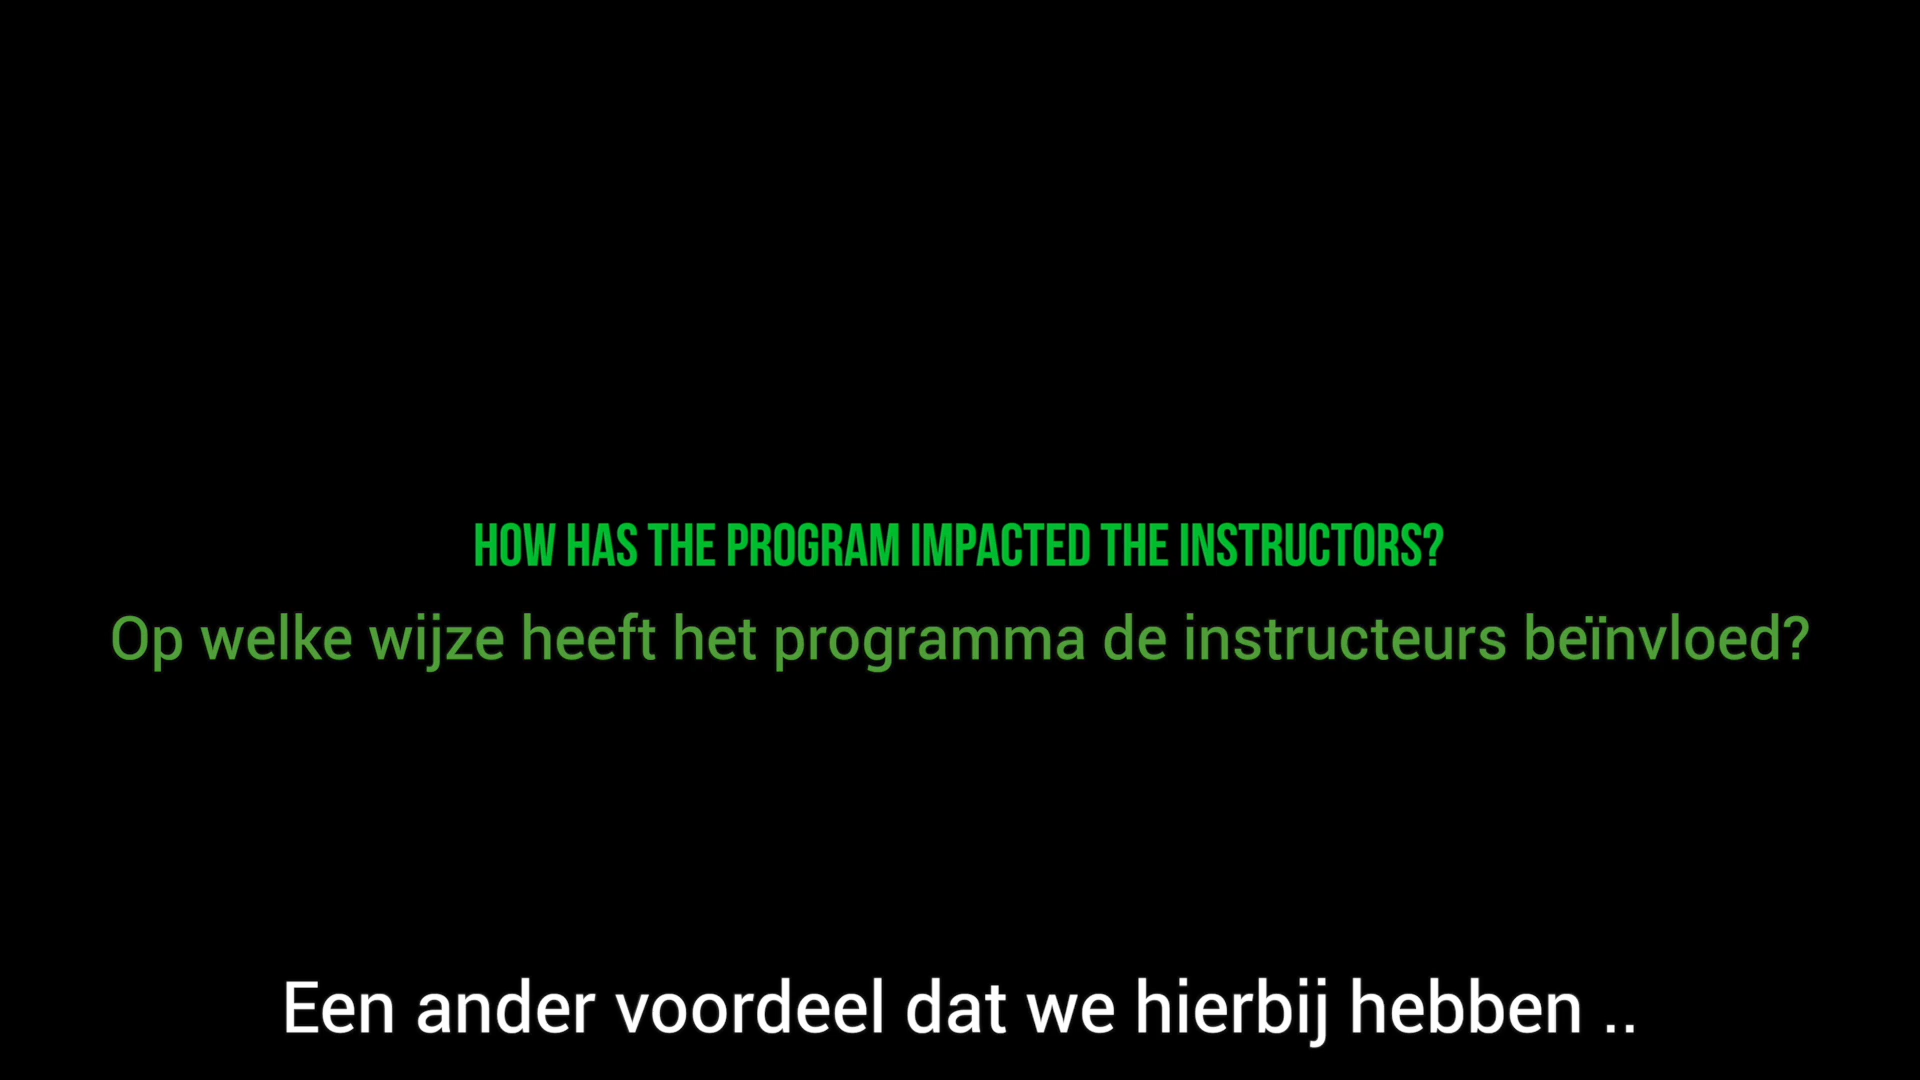 HOW HAS THE PROGRAM IMPACTED THE INSTRUCTORS?
Op welke wijze heeft het programma de instructeurs beïnvloed?
Een ander voordeel dat we hierbij hebben ..